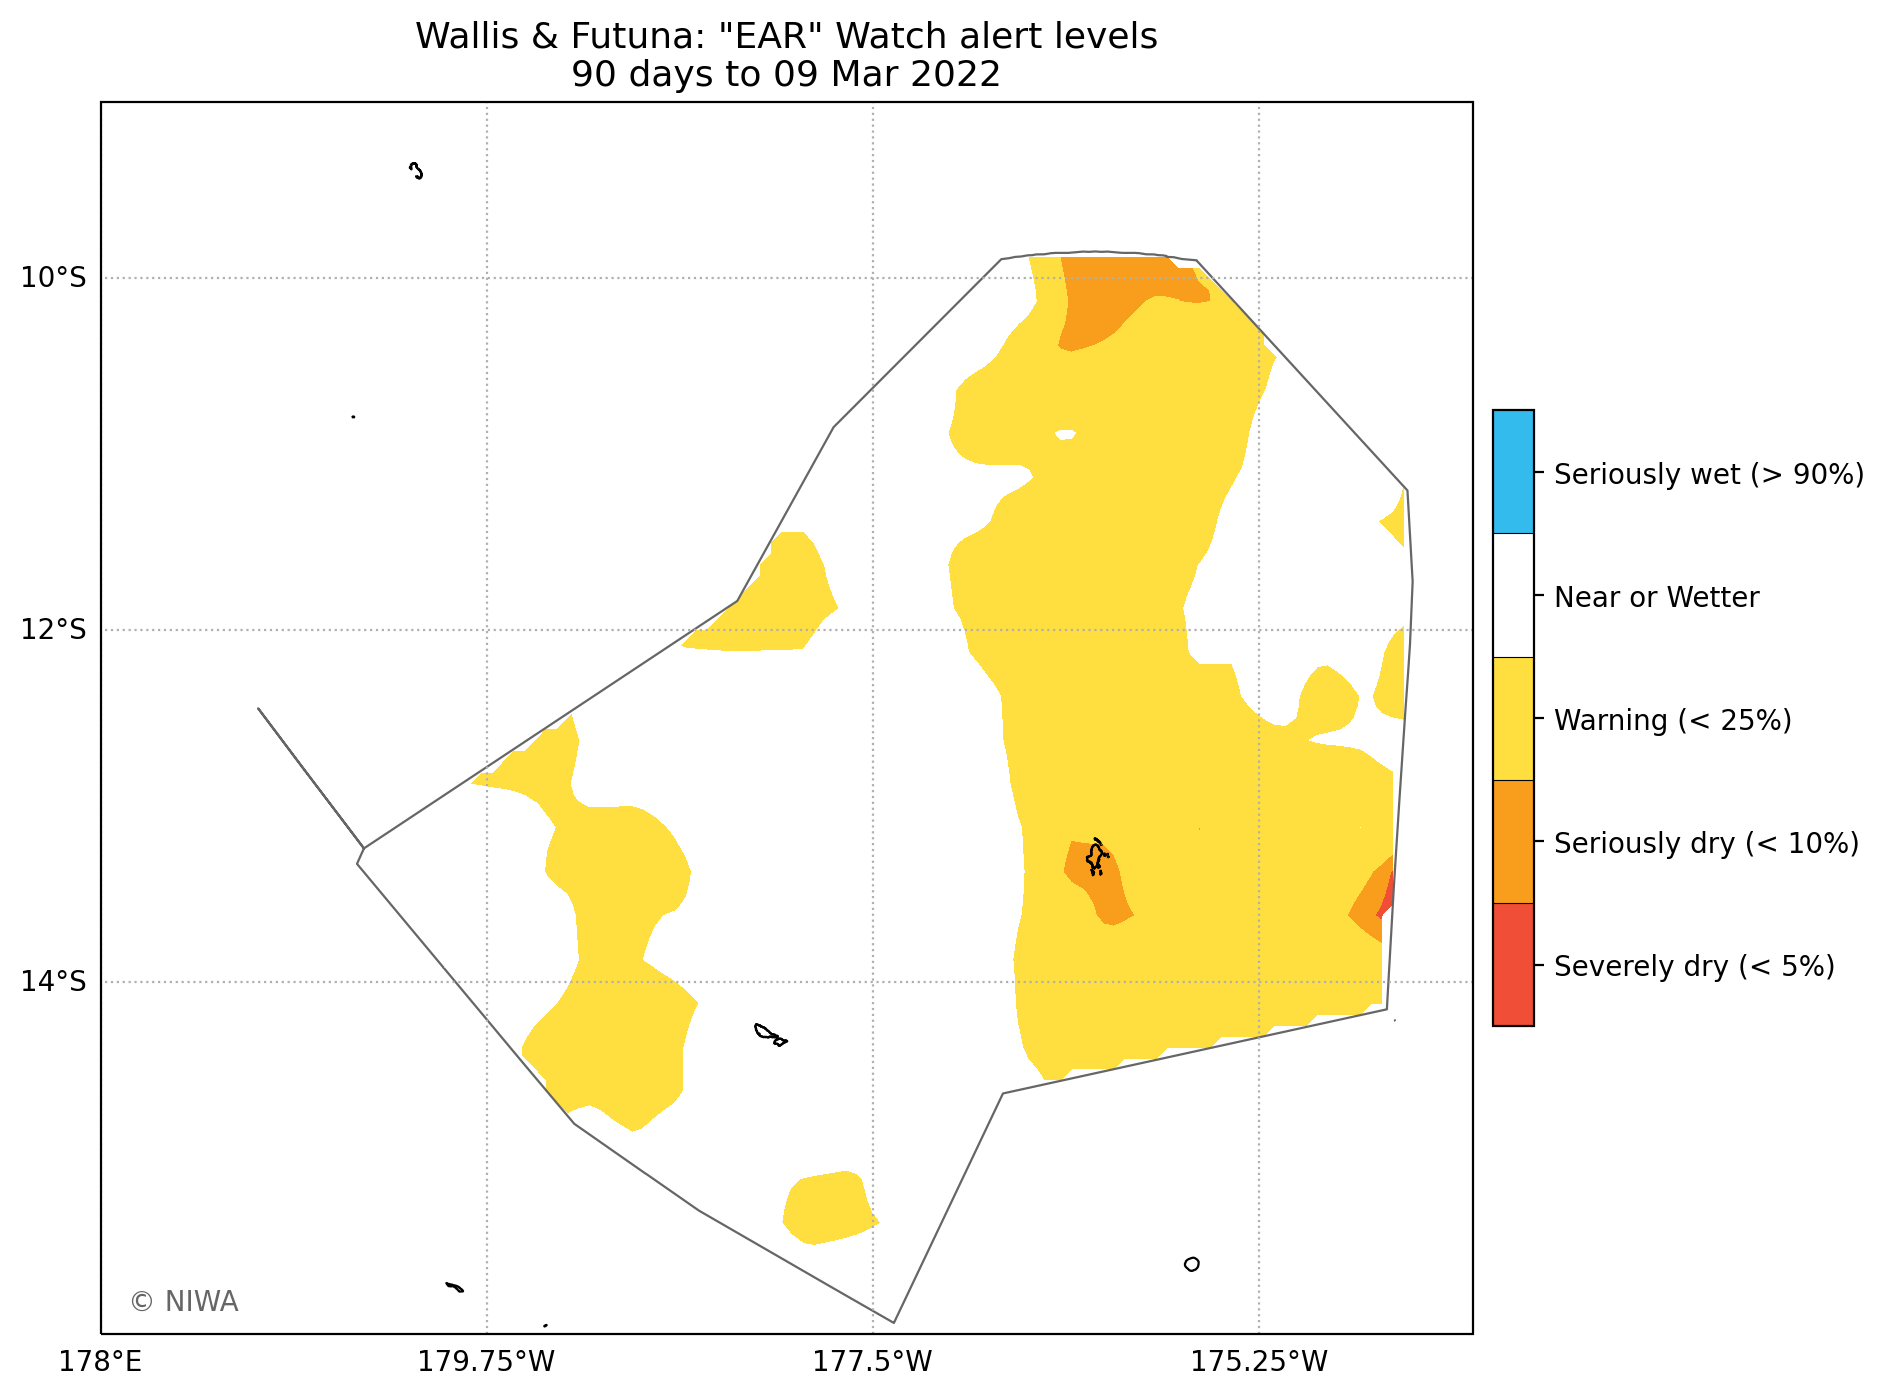 Wallis & Futuna: "EAR" Watch alert levels
90 days to 09 Mar 2022
10°S
12°S
14°S
178°E
179.75°W
177.5°W
175.25°W
Seriously wet (> 90%)
Near or Wetter
Warning (< 25%)
Seriously dry (< 10%)
Severely dry (< 5%)
© NIWA